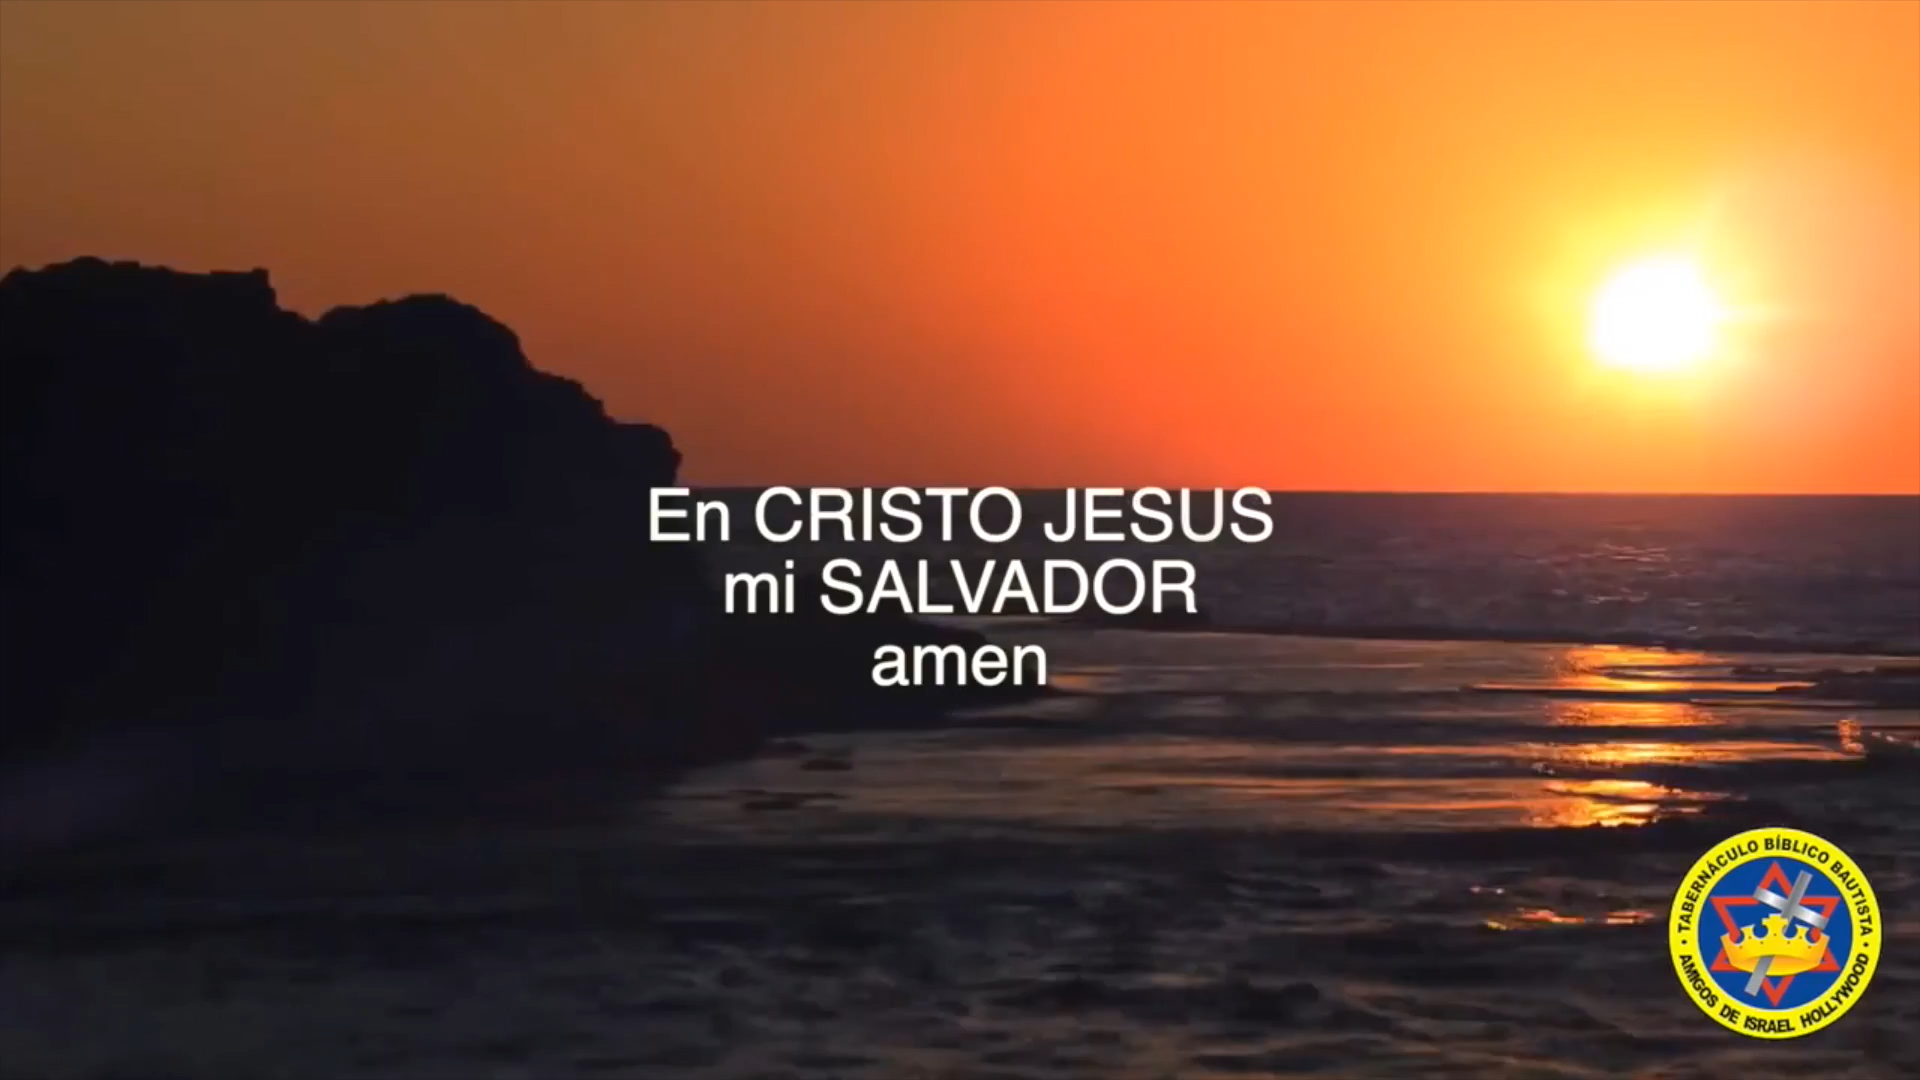 En CRISTO JESUS
mi SALVADOR
amen
TABERNÁCULO BÍBLICO BAUTISTA
AMIGOS DE ISRAEL HOLLYWOOD